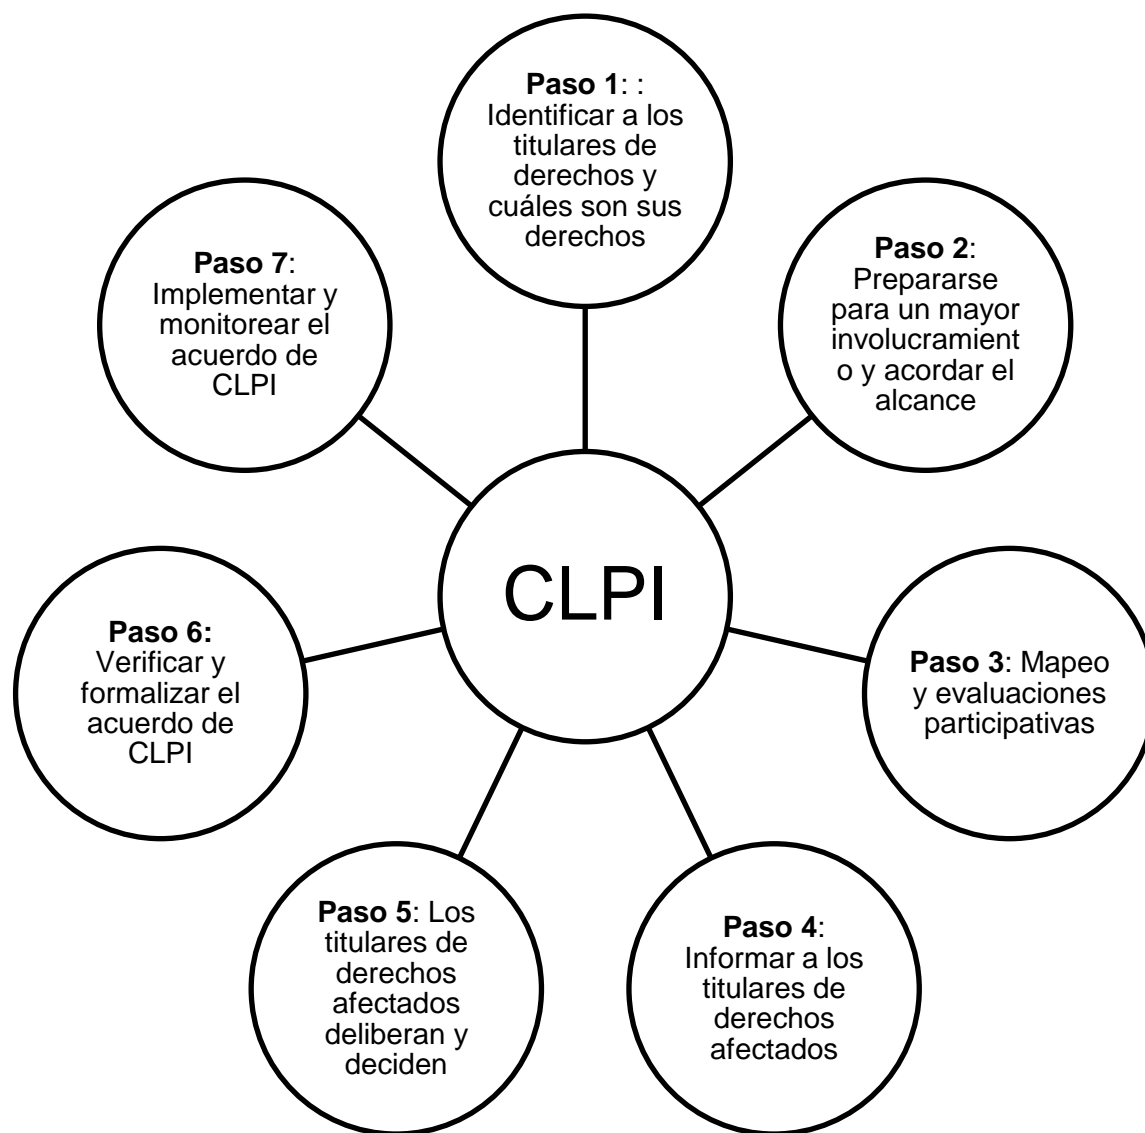 Paso 1: :
Identificar a los
titulares de
derechos y
cuáles son sus
derechos
Paso 2:
Prepararse
para un mayor
involucramient
o y acordar el
alcance
Paso 3: Mapeo
y evaluaciones
participativas
Paso 4:
Informar a los
titulares de
derechos
afectados
Paso 5: Los
titulares de
derechos
afectados
deliberan y
deciden
Paso 6:
Verificar y
formalizar el
acuerdo de
CLPI
Paso 7:
Implementar y
monitorear el
acuerdo de
CLPI
CLPI